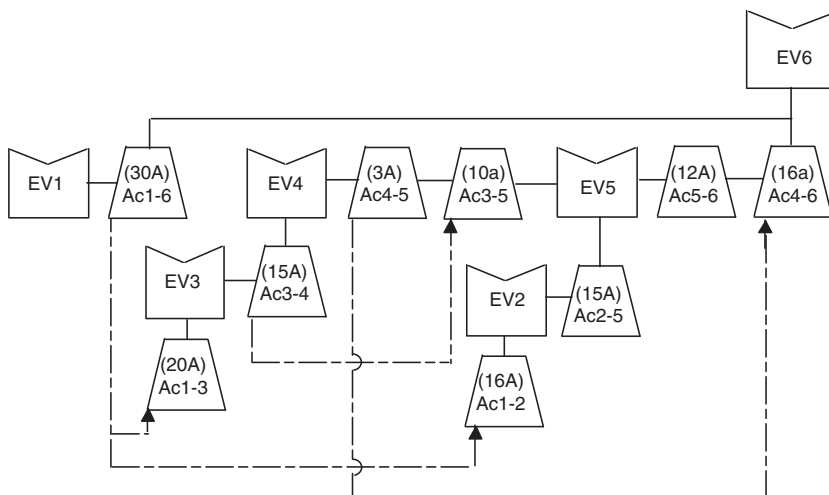 EV6
EV1
(30A)
Ac1-6
EV4
(3A)
Ac4-5
(10a)
Ac3-5
EV5
(12A)
Ac5-6
(16a)
Ac4-6
EV3
(15A)
Ac3-4
EV2
(15A)
Ac2-5
(20A)
Ac1-3
(16A)
Ac1-2